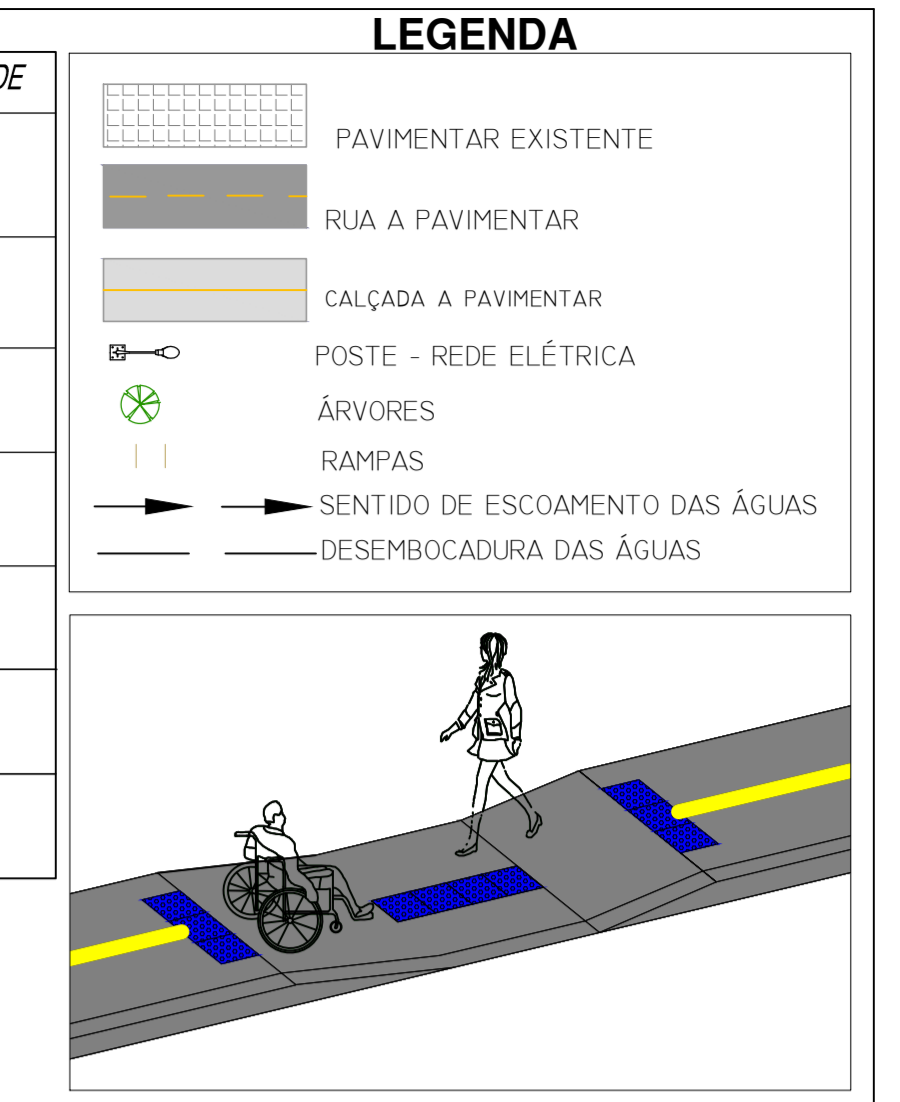 LEGENDA
DE
PAVIMENTAR EXISTENTE
RUA A PAVIMENTAR
CALÇADA A PAVIMENTAR
POSTE - REDE ELÉTRICA
ÁRVORES
RAMPAS
SENTIDO DE ESCOAMENTO DAS ÁGUAS
DESEMBOCADURA DAS ÁGUAS